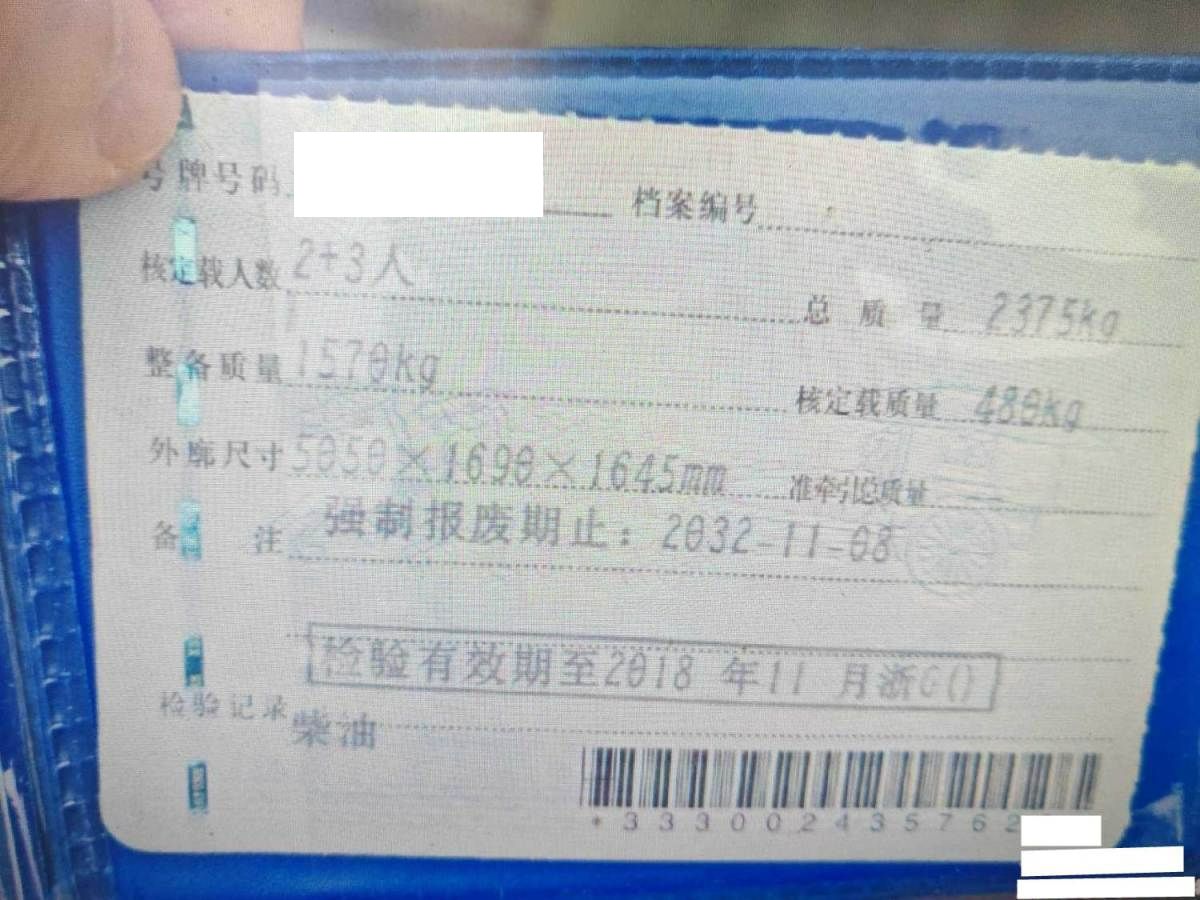 号牌号码 档案编号
核定载人数 2+3人 总质量 2375kg
整备质量 1570kg 核定载质量 480kg
外廓尺寸 5050×1690×1645mm 准牵引总质量 —
备注 强制报废期止：2032-11-08
检验有效期至2018年11月浙G()
检验记录 柴油
*333002435762